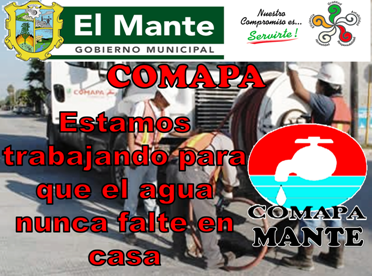 El Mante
GOBIERNO MUNICIPAL
Nuestro
Compromiso es...
Servirte!
COMAPA
COMAPA
Estamos
trabajando para
que el agua
nunca falte en
casa
COMAPA
MANTE